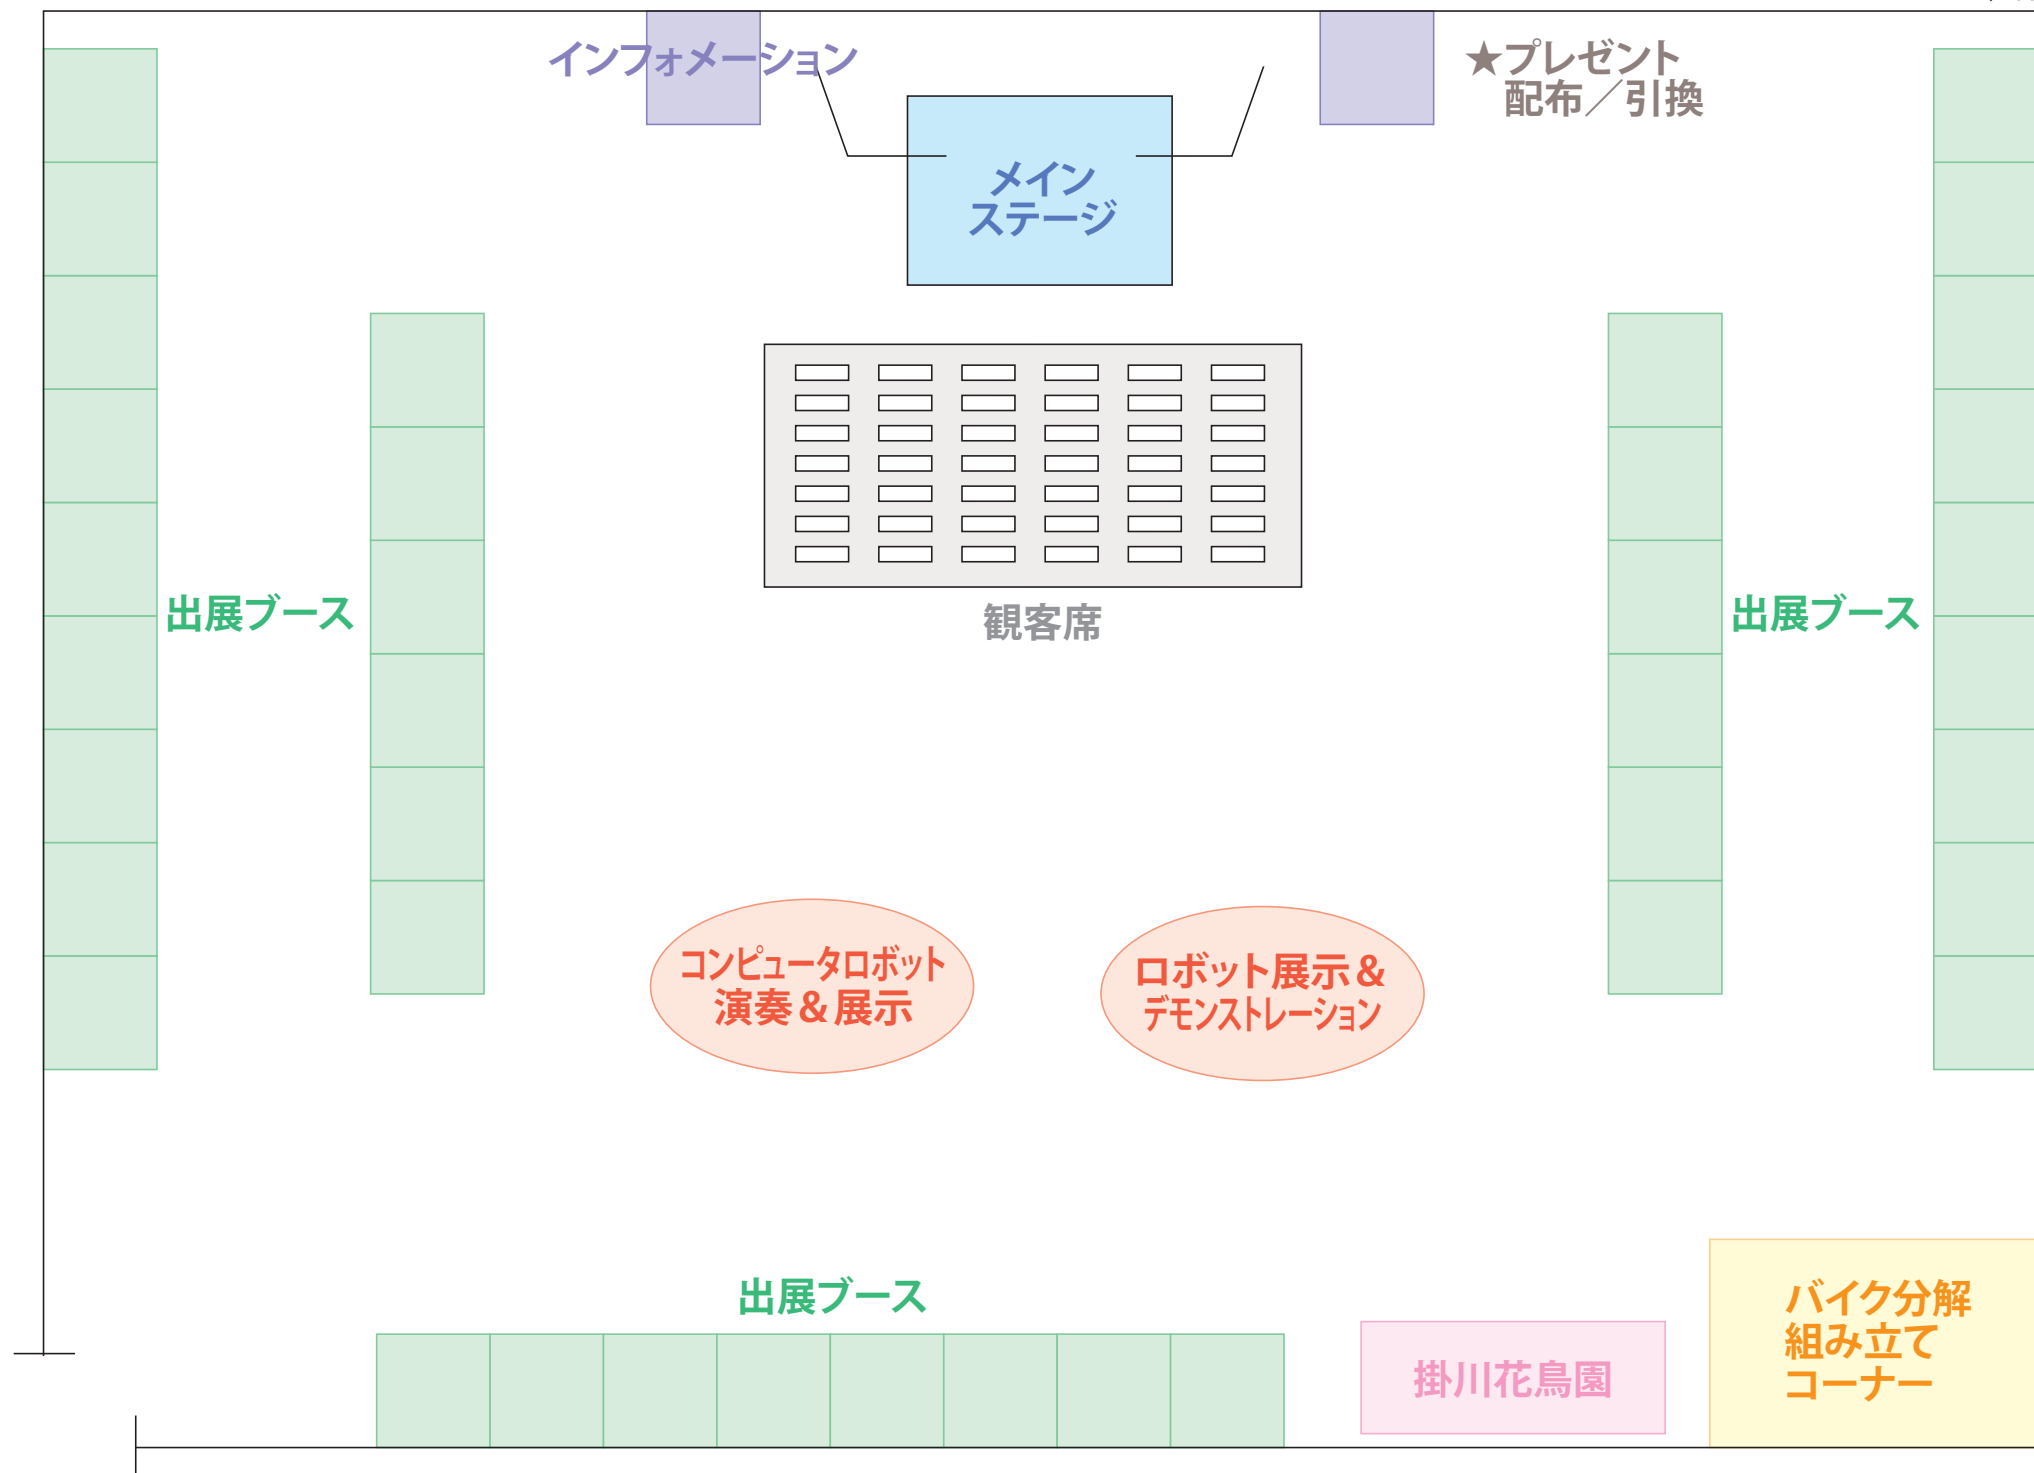 インフォメーション
★プレゼント
配布／引換
メイン
ステージ
観客席
出展ブース
出展ブース
コンピュータロボット
演奏＆展示
ロボット展示＆
デモンストレーション
出展ブース
掛川花鳥園
バイク分解
組み立て
コーナー